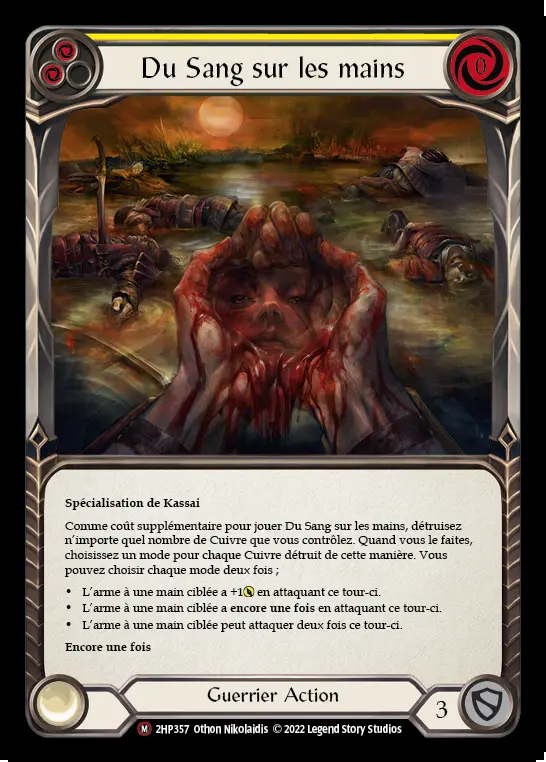 Du Sang sur les mains
0
Spécialisation de Kassai
Comme coût supplémentaire pour jouer Du Sang sur les mains, détruisez
n'importe quel nombre de Cuivre que vous contrôlez. Quand vous le faites,
choisissez un mode pour chaque Cuivre détruit de cette manière. Vous
pouvez choisir chaque mode deux fois ;
• L'arme à une main ciblée a +1 en attaquant ce tour-ci.
• L'arme à une main ciblée a encore une fois en attaquant ce tour-ci.
• L'arme à une main ciblée peut attaquer deux fois ce tour-ci.
Encore une fois
Guerrier Action
3
M 2HP357 Othon Nikolaidis © 2022 Legend Story Studios